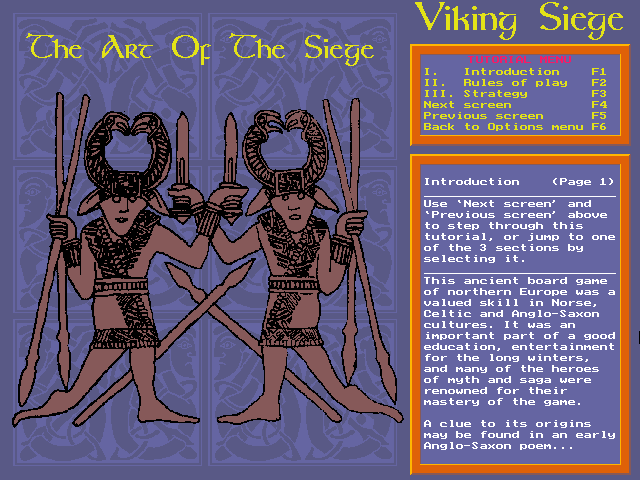 The Art Of The Siege
Viking Siege
TUTORIAL MENU
I. Introduction F1
II. Rules of play F2
III. Strategy F3
Next screen F4
Previous screen F5
Back to Options menu F6
Introduction (Page 1)
Use ‘Next screen’ and
‘Previous screen’ above
to step through this
tutorial, or jump to one
of the 3 sections by
selecting it.
This ancient board game
of northern Europe was a
valued skill in Norse,
Celtic and Anglo-Saxon
cultures. It was an
important part of a good
education, entertainment
for the long winters,
and many of the heroes
of myth and saga were
renowned for their
mastery of the game.
A clue to its origins
may be found in an early
Anglo-Saxon poem...